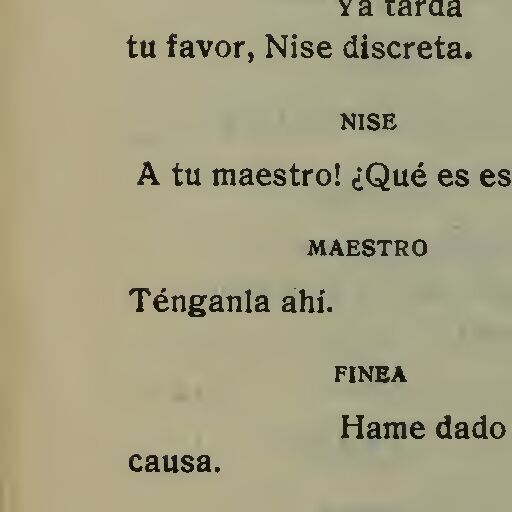 Ya tarda
tu favor, Nise discreta.
NISE
A tu maestro! ¿Qué es es
MAESTRO
Ténganla ahí.
FINEA
Hame dado
causa.